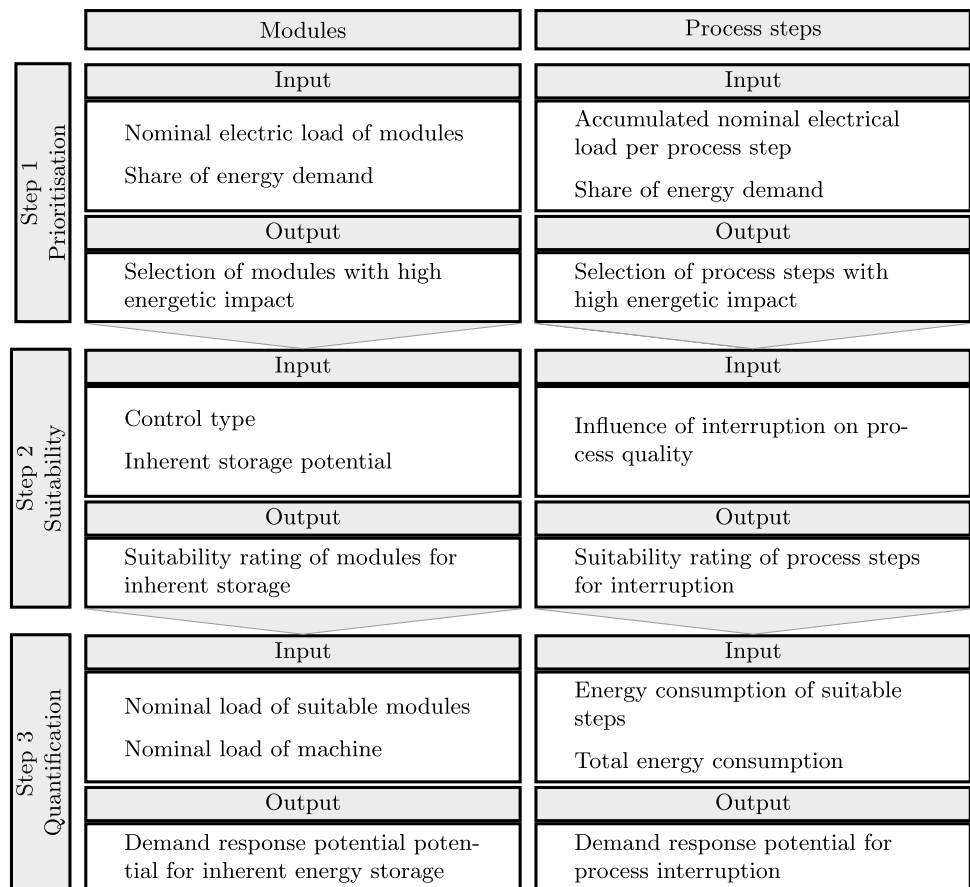 Modules
Process steps
Step 1
Prioritisation
Input
Nominal electric load of modules
Share of energy demand
Output
Selection of modules with high
energetic impact
Input
Accumulated nominal electrical
load per process step
Share of energy demand
Output
Selection of process steps with
high energetic impact
Step 2
Suitability
Input
Control type
Inherent storage potential
Output
Suitability rating of modules for
inherent storage
Input
Influence of interruption on pro-
cess quality
Output
Suitability rating of process steps
for interruption
Step 3
Quantification
Input
Nominal load of suitable modules
Nominal load of machine
Output
Demand response potential poten-
tial for inherent energy storage
Input
Energy consumption of suitable
steps
Total energy consumption
Output
Demand response potential for
process interruption